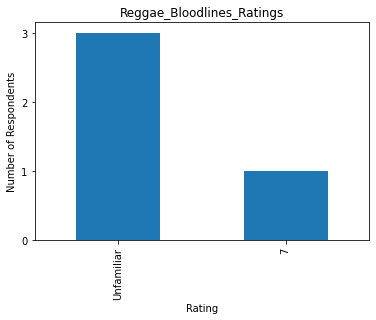 Reggae_Bloodlines_Ratings
Number of Respondents
3
2
1
0
Unfamiliar
7
Rating